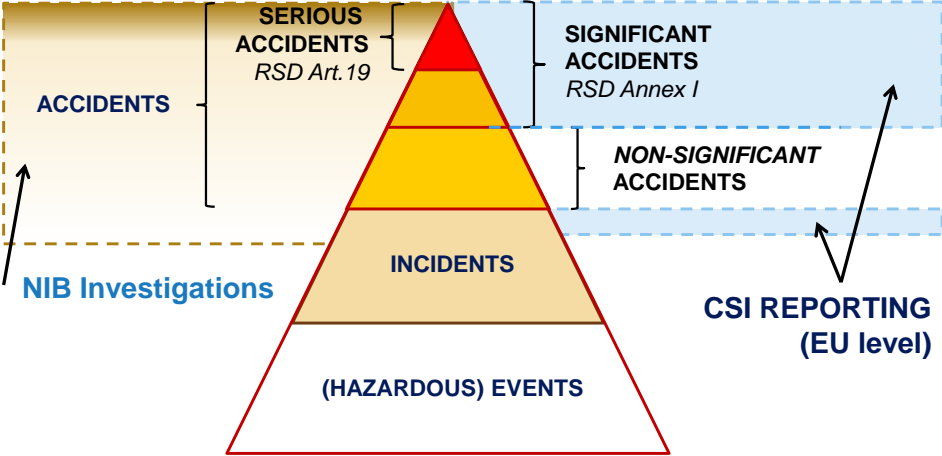 SERIOUS
ACCIDENTS
RSD Art.19
SIGNIFICANT
ACCIDENTS
RSD Annex I
ACCIDENTS
NON-SIGNIFICANT
ACCIDENTS
INCIDENTS
NIB Investigations
CSI REPORTING
(EU level)
(HAZARDOUS) EVENTS